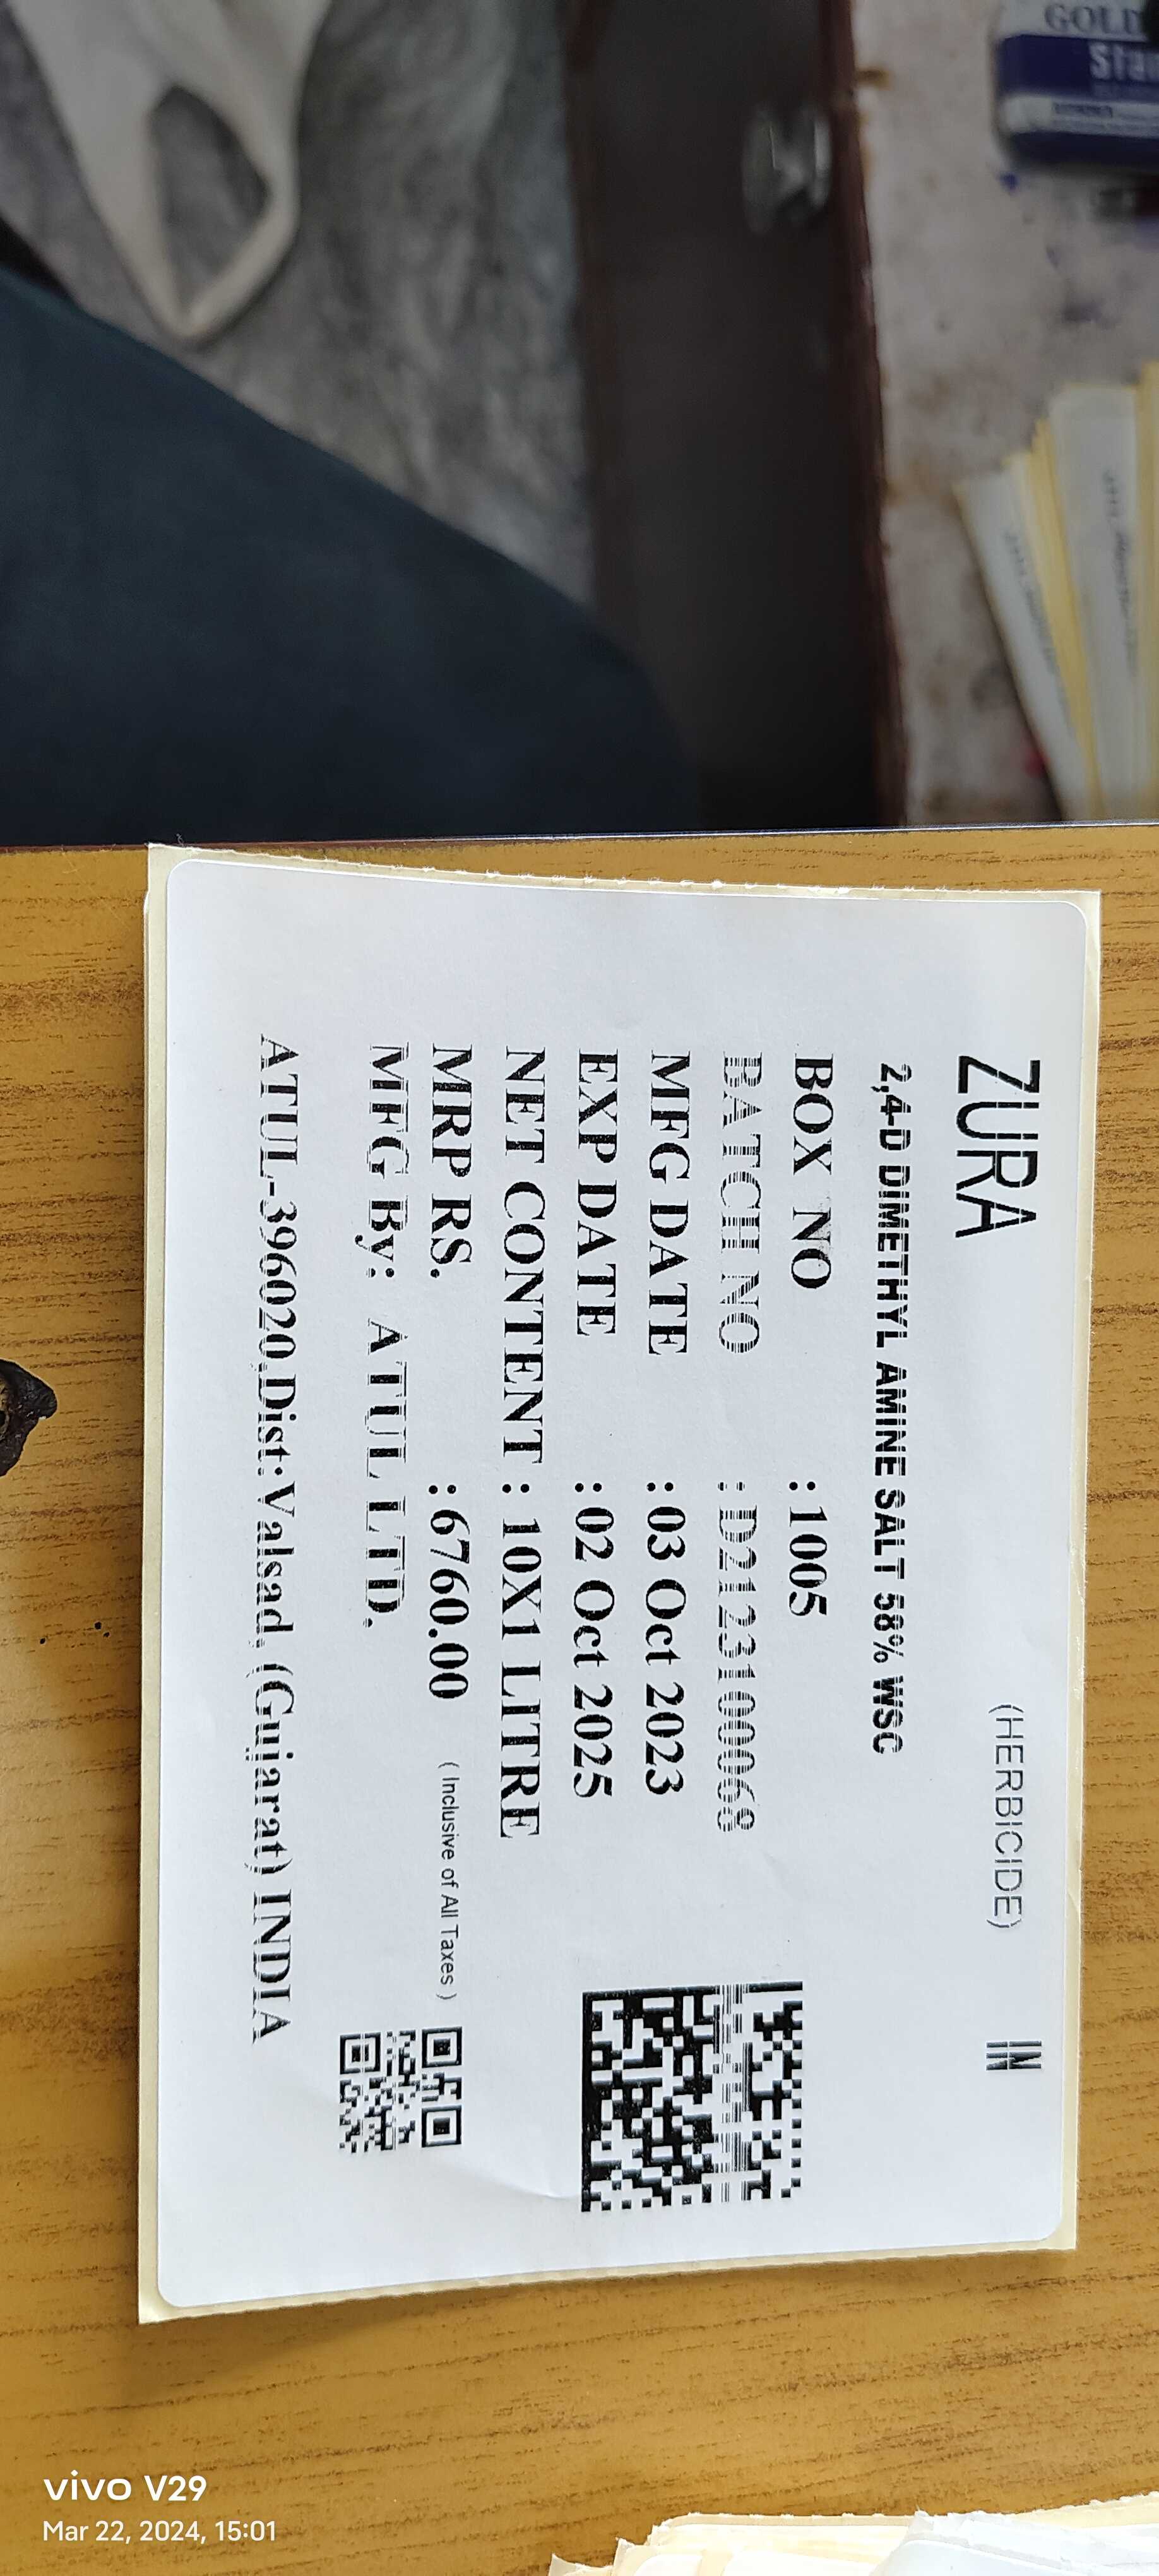 ZURA (HERBICIDE) IN
2,4-D DIMETHYL AMINE SALT 58% WSC
BOX NO :1005
BATCH NO :D2123100068
MFG DATE :03 Oct 2023
EXP DATE :02 Oct 2025
NET CONTENT : 10X1 LITRE
MRP RS. :6760.00 ( Inclusive of All Taxes )
MFG By: ATUL LTD.
ATUL-396020,Dist:Valsad, (Gujarat) INDIA
GOLD
vivo V29
Mar 22, 2024, 15:01